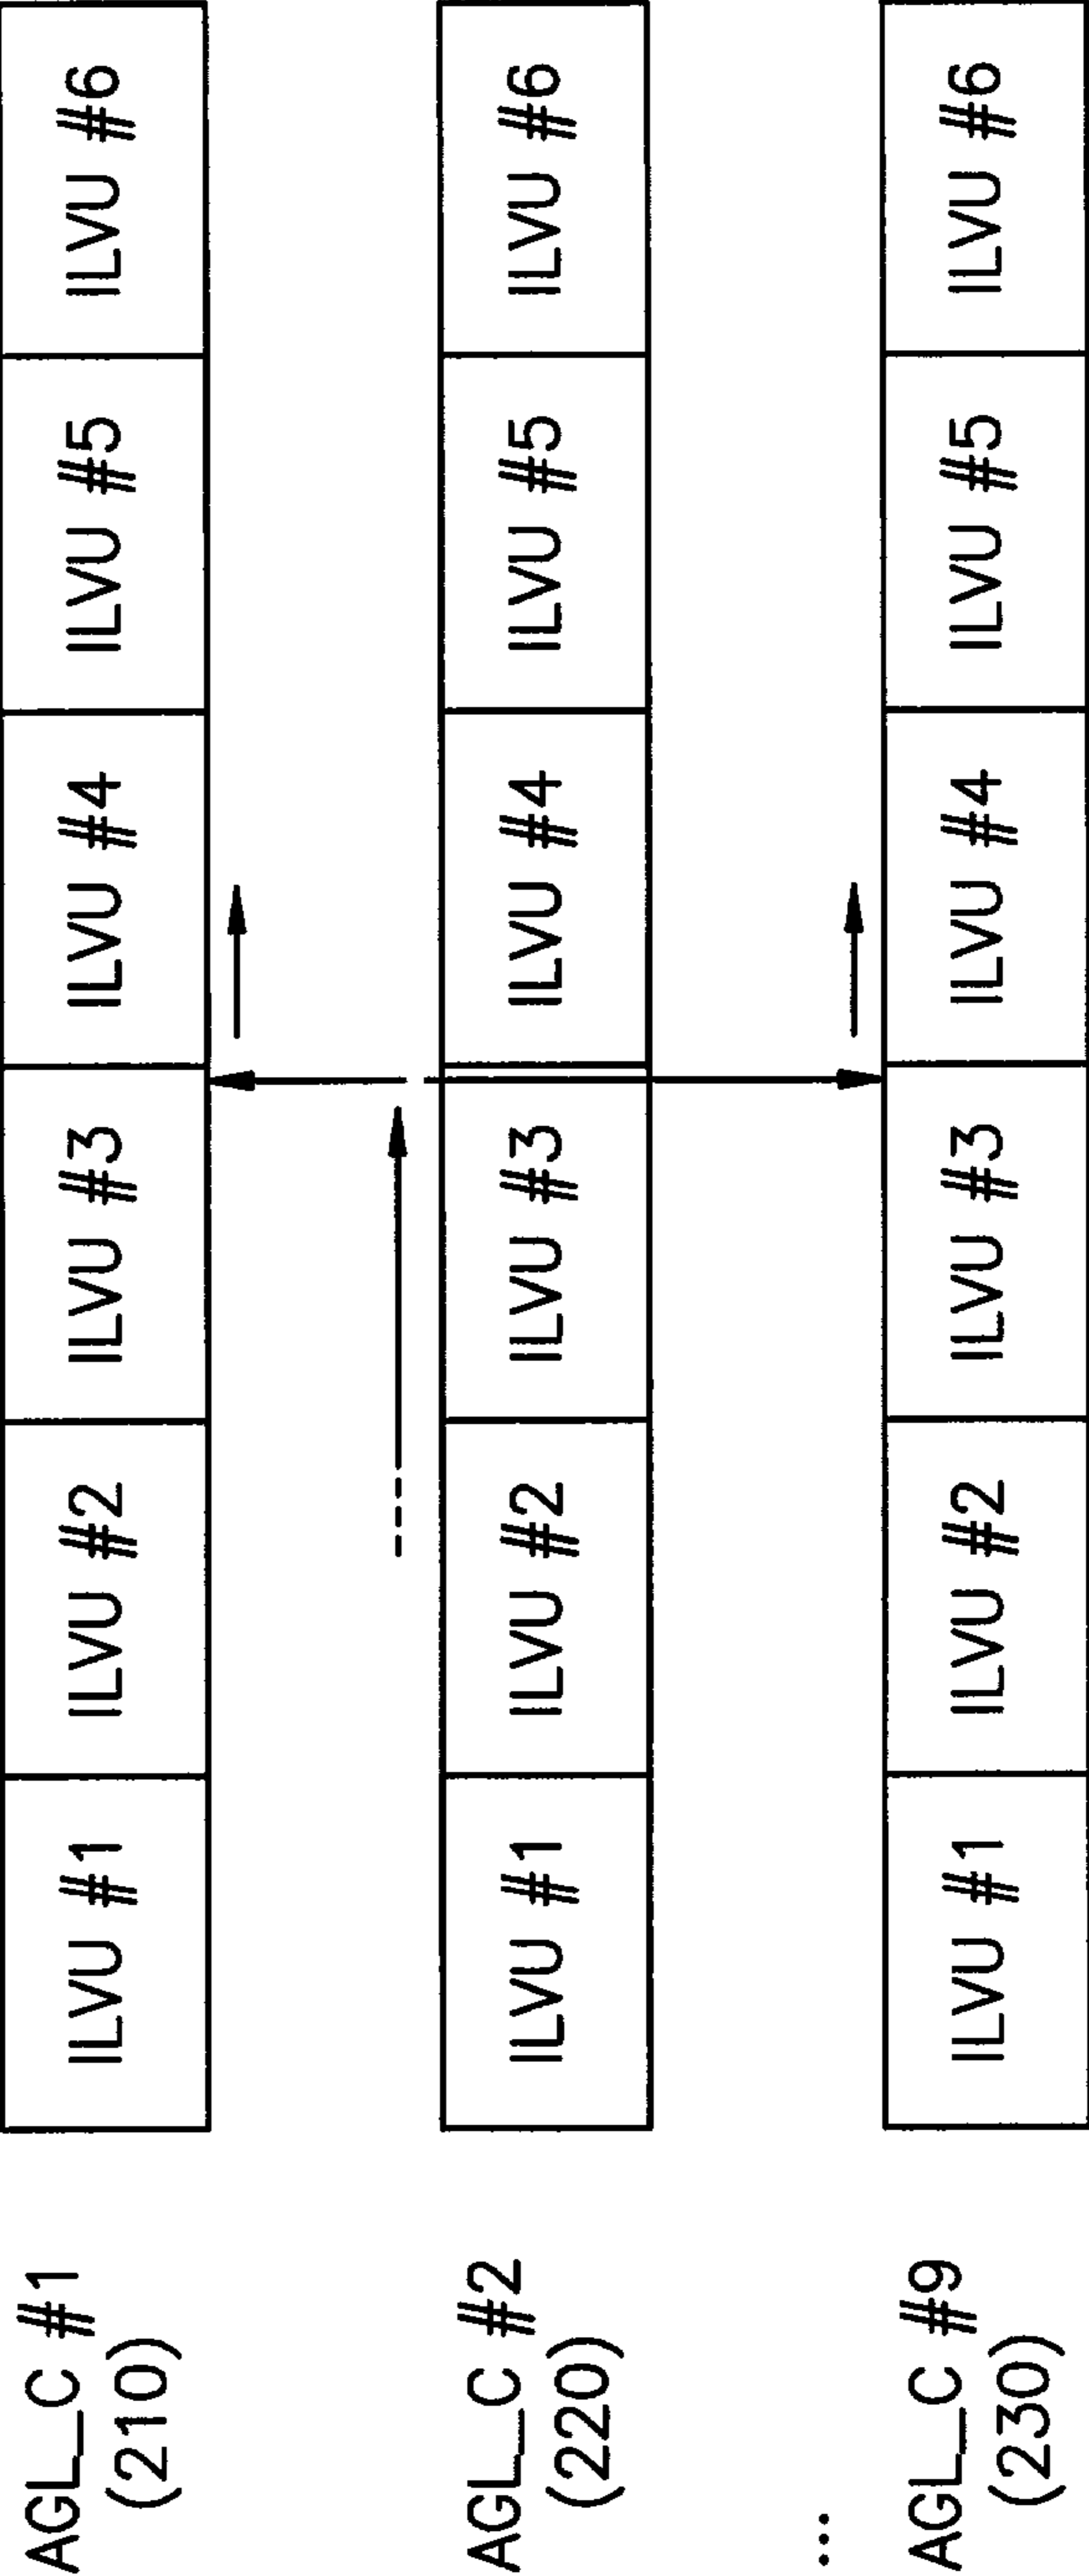 AGL_C #1
(210)
ILVU #1
ILVU #2
ILVU #3
ILVU #4
ILVU #5
ILVU #6
AGL_C #2
(220)
ILVU #1
ILVU #2
ILVU #3
ILVU #4
ILVU #5
ILVU #6
...
AGL_C #9
(230)
ILVU #1
ILVU #2
ILVU #3
ILVU #4
ILVU #5
ILVU #6